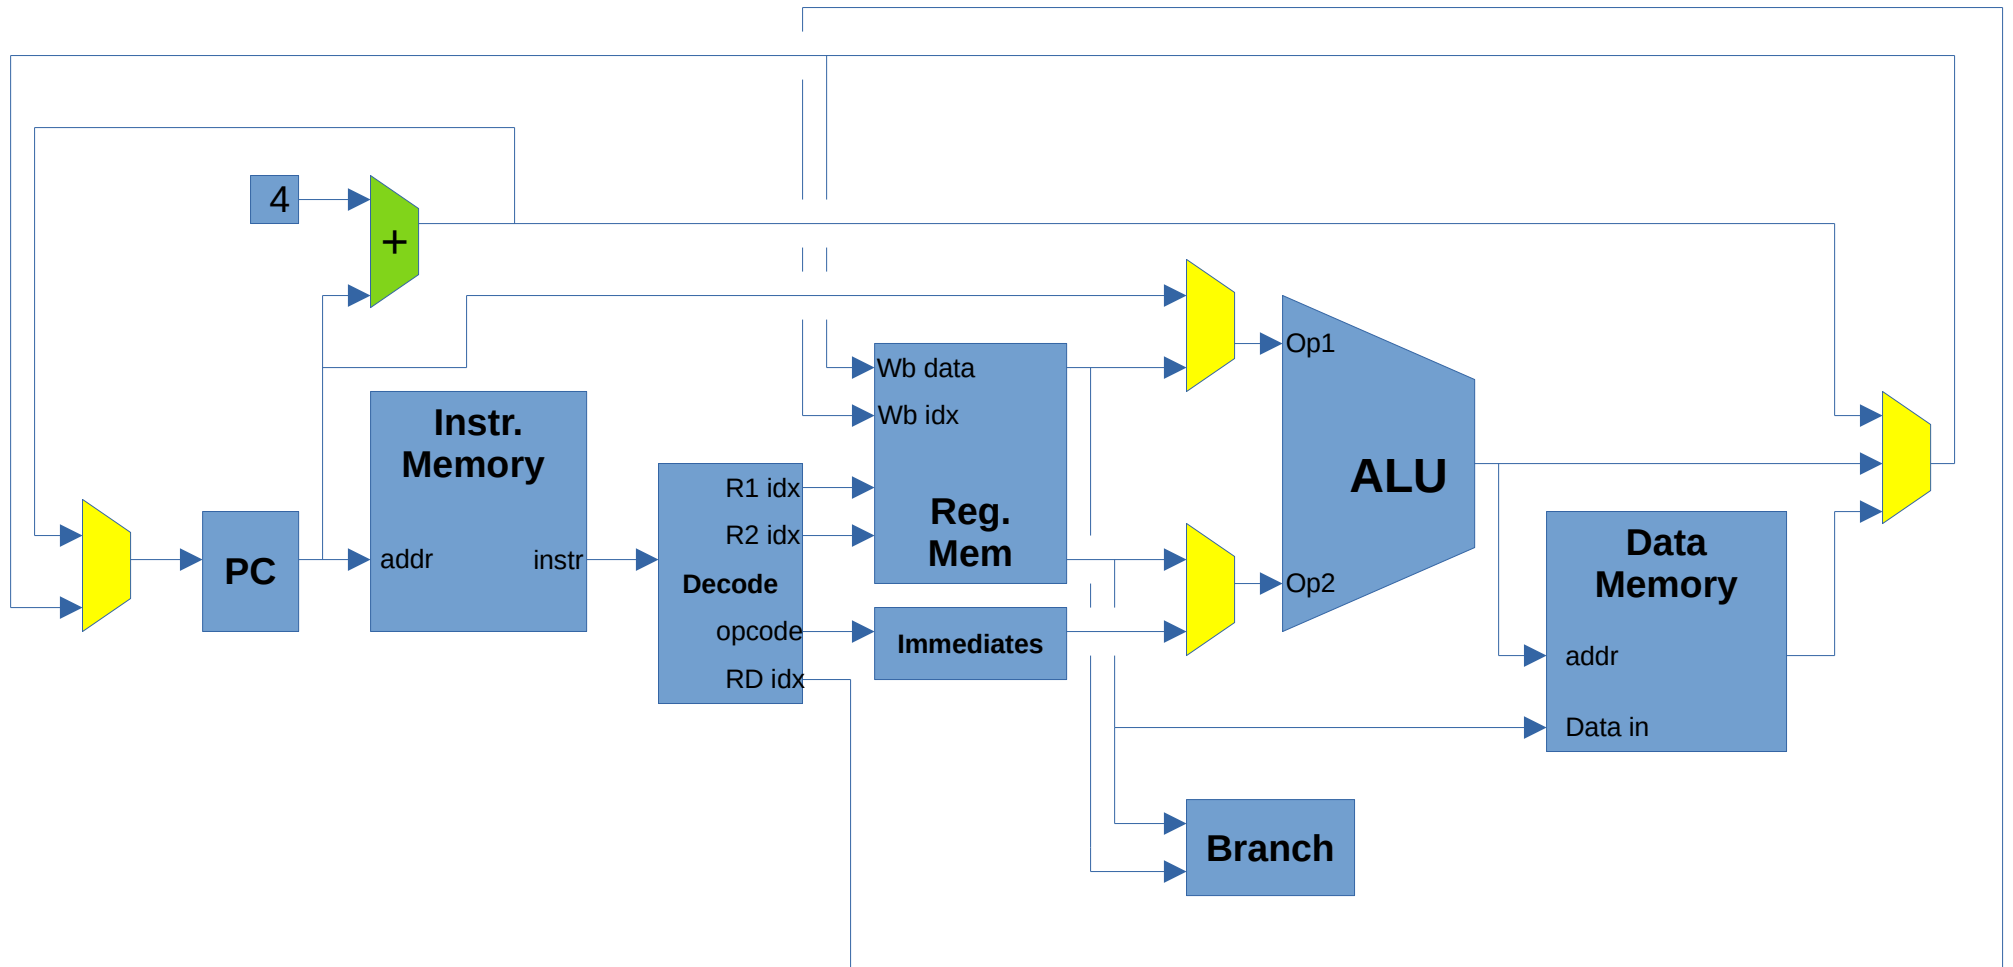 4
+
Op1
Wb data
Wb idx
Instr.
Memory
ALU
R1 idx
Reg.
Mem
R2 idx
Data
Memory
addr
instr
PC
Decode
Op2
opcode
Immediates
addr
RD idx
Data in
Branch